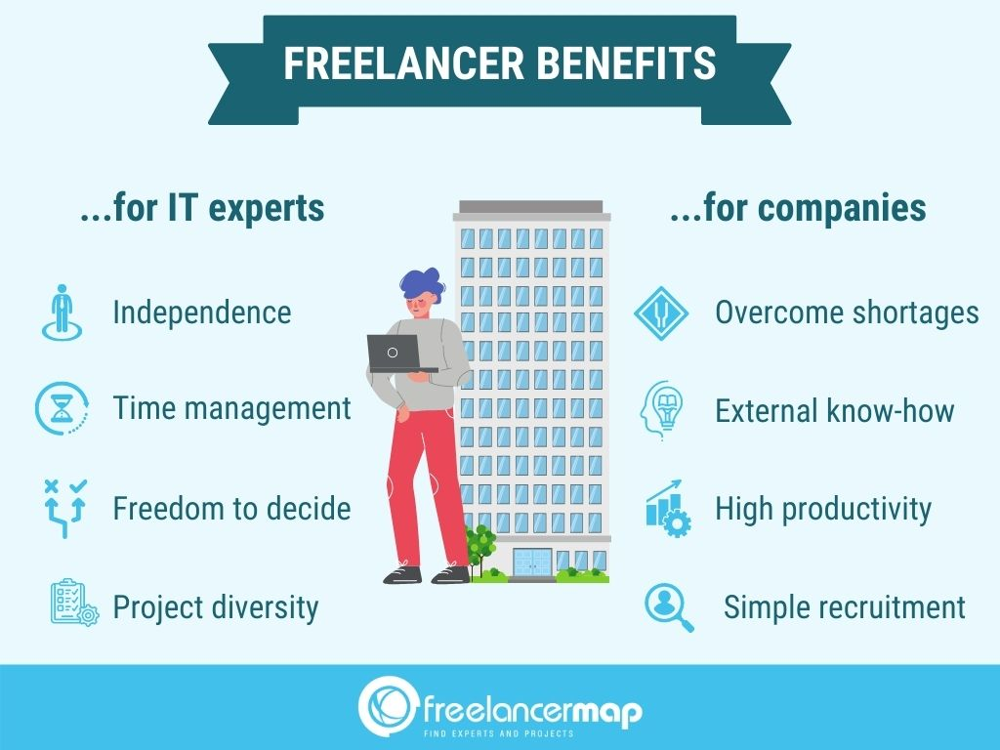 FREELANCER BENEFITS
...for IT experts
Independence
Time management
Freedom to decide
Project diversity
...for companies
Overcome shortages
External know-how
High productivity
Simple recruitment
freelancermap
FIND EXPERTS AND PROJECTS